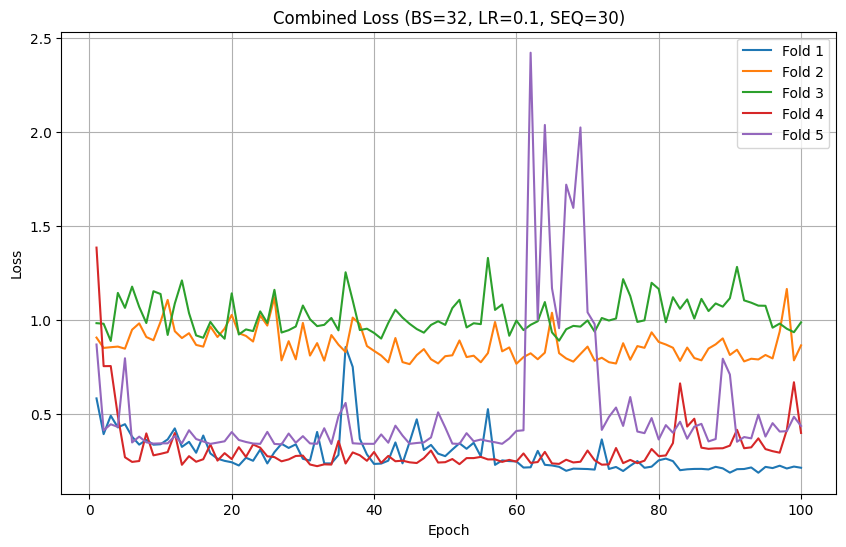 Combined Loss (BS=32, LR=0.1, SEQ=30)
Loss
2.5
2.0
1.5
1.0
0.5
0
20
40
60
80
100
Epoch
Fold 1
Fold 2
Fold 3
Fold 4
Fold 5